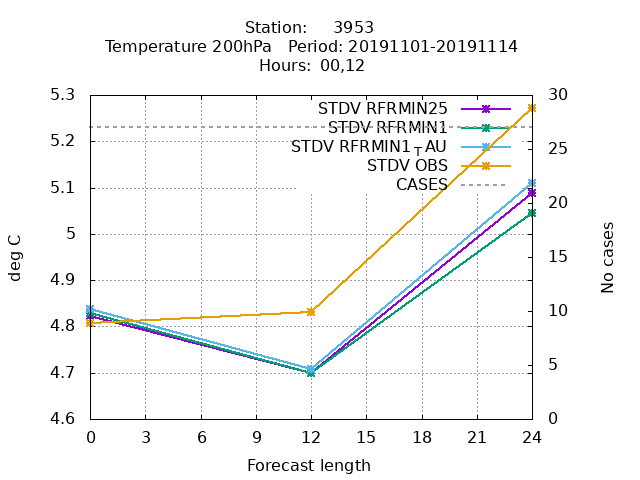 Station: 3953
Temperature 200hPa Period: 20191101-20191114
Hours: 00,12
5.3
5.2
5.1
5
4.9
4.8
4.7
4.6
deg C
STDV RFRMIN25
STDV RFRMIN1
STDV RFRMIN1TAU
STDV OBS
CASES
30
25
20
15
10
5
0
No cases
0 3 6 9 12 15 18 21 24
Forecast length